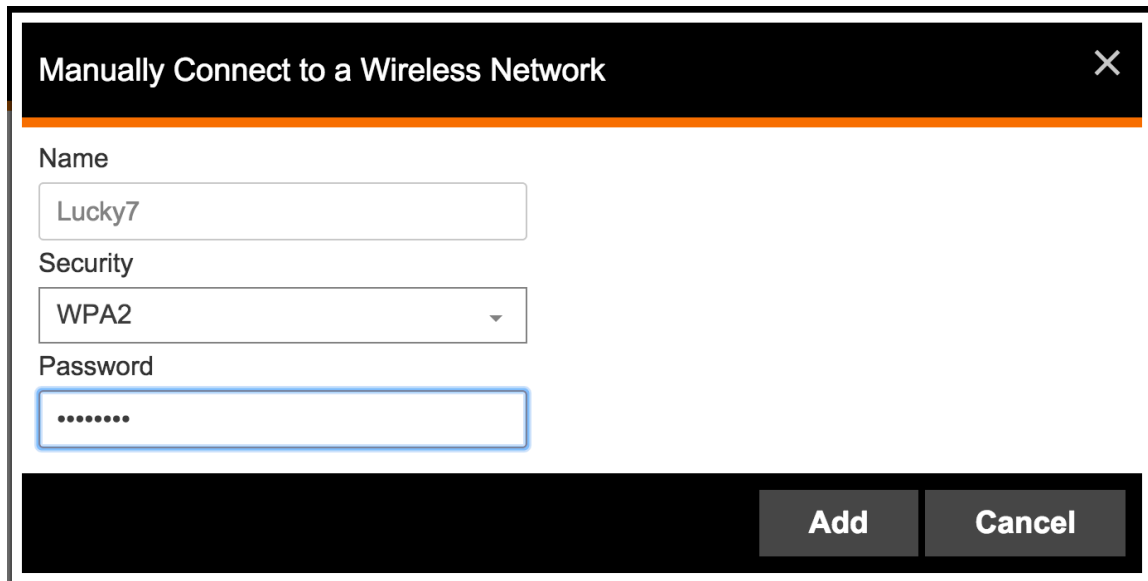 Manually Connect to a Wireless Network
Name
Lucky7
Security
WPA2
Password
••••••••
Add
Cancel